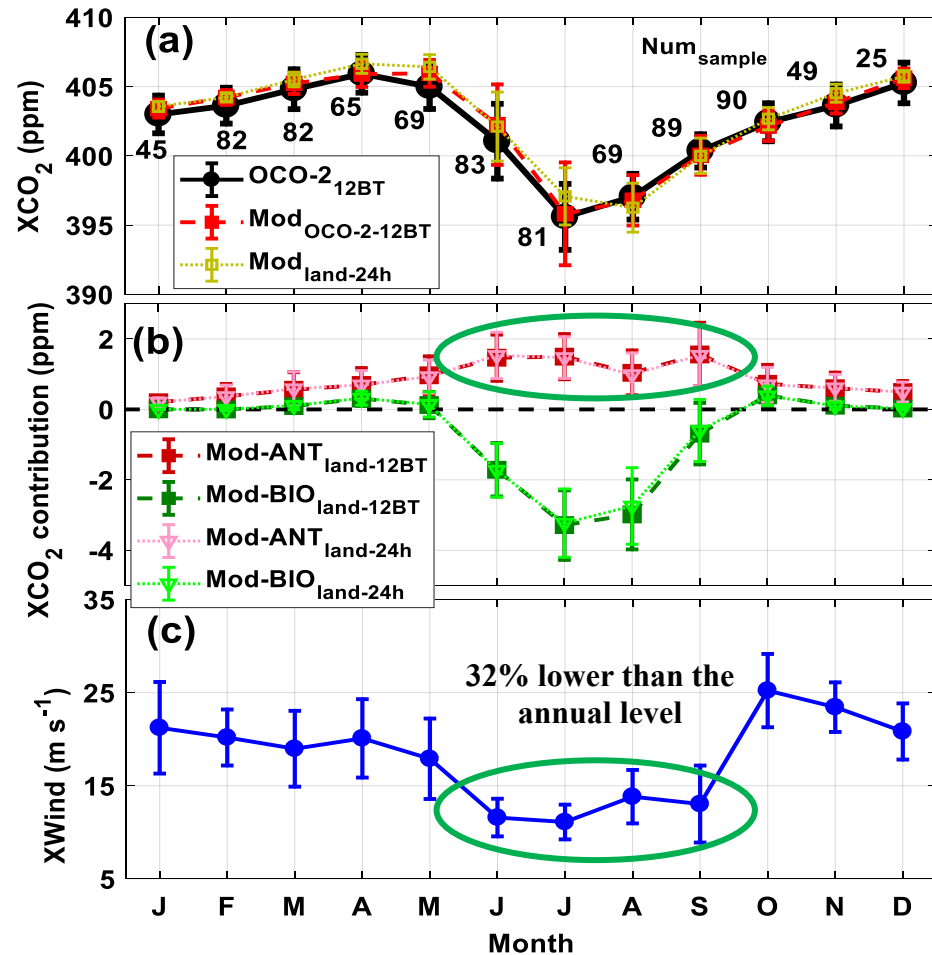 (a)
XCO₂ (ppm)
410
405
400
395
390
Num_sample
45
82
82
65
69
83
81
69
89
90
49
25
OCO-2_12BT
Mod_OCO-2-12BT
Mod_land-24h
(b)
XCO₂ contribution (ppm)
2
0
-2
-4
Mod-ANT_land-12BT
Mod-BIO_land-12BT
Mod-ANT_land-24h
Mod-BIO_land-24h
(c)
XWind (m s⁻¹)
35
25
15
5
32% lower than the
annual level
J F M A M J J A S O N D
Month